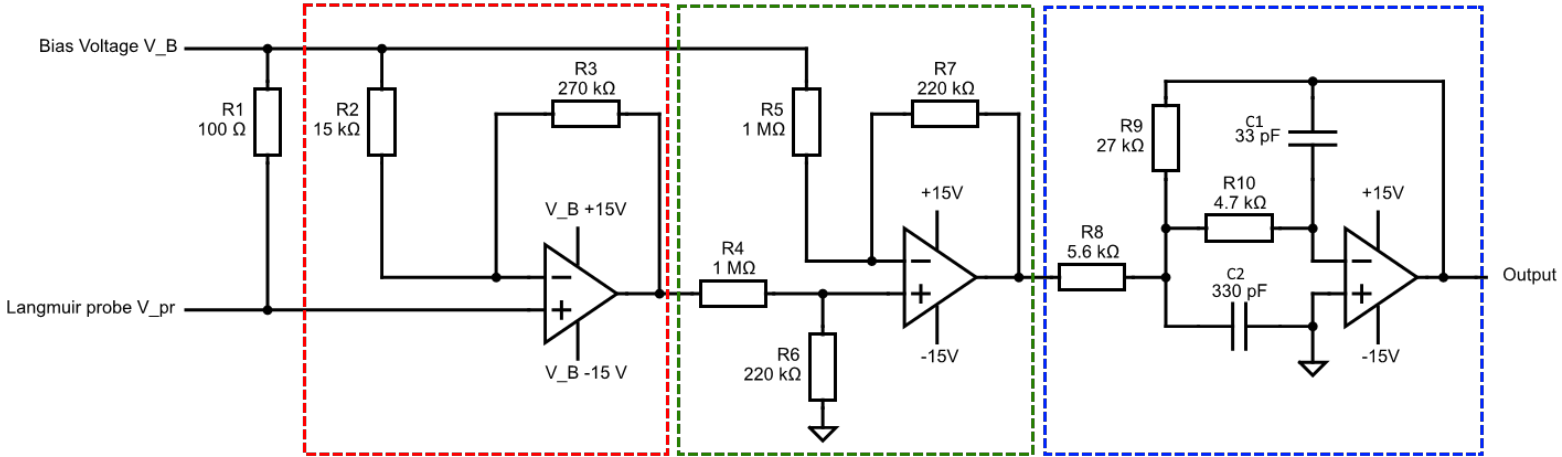 Bias Voltage V_B
R1
100 Ω
R2
15 kΩ
R3
270 kΩ
V_B +15V
V_B -15 V
Langmuir probe V_pr
R4
1 MΩ
R5
1 MΩ
R6
220 kΩ
R7
220 kΩ
+15V
-15V
R8
5.6 kΩ
R9
27 kΩ
C1
33 pF
R10
4.7 kΩ
C2
330 pF
+15V
-15V
Output